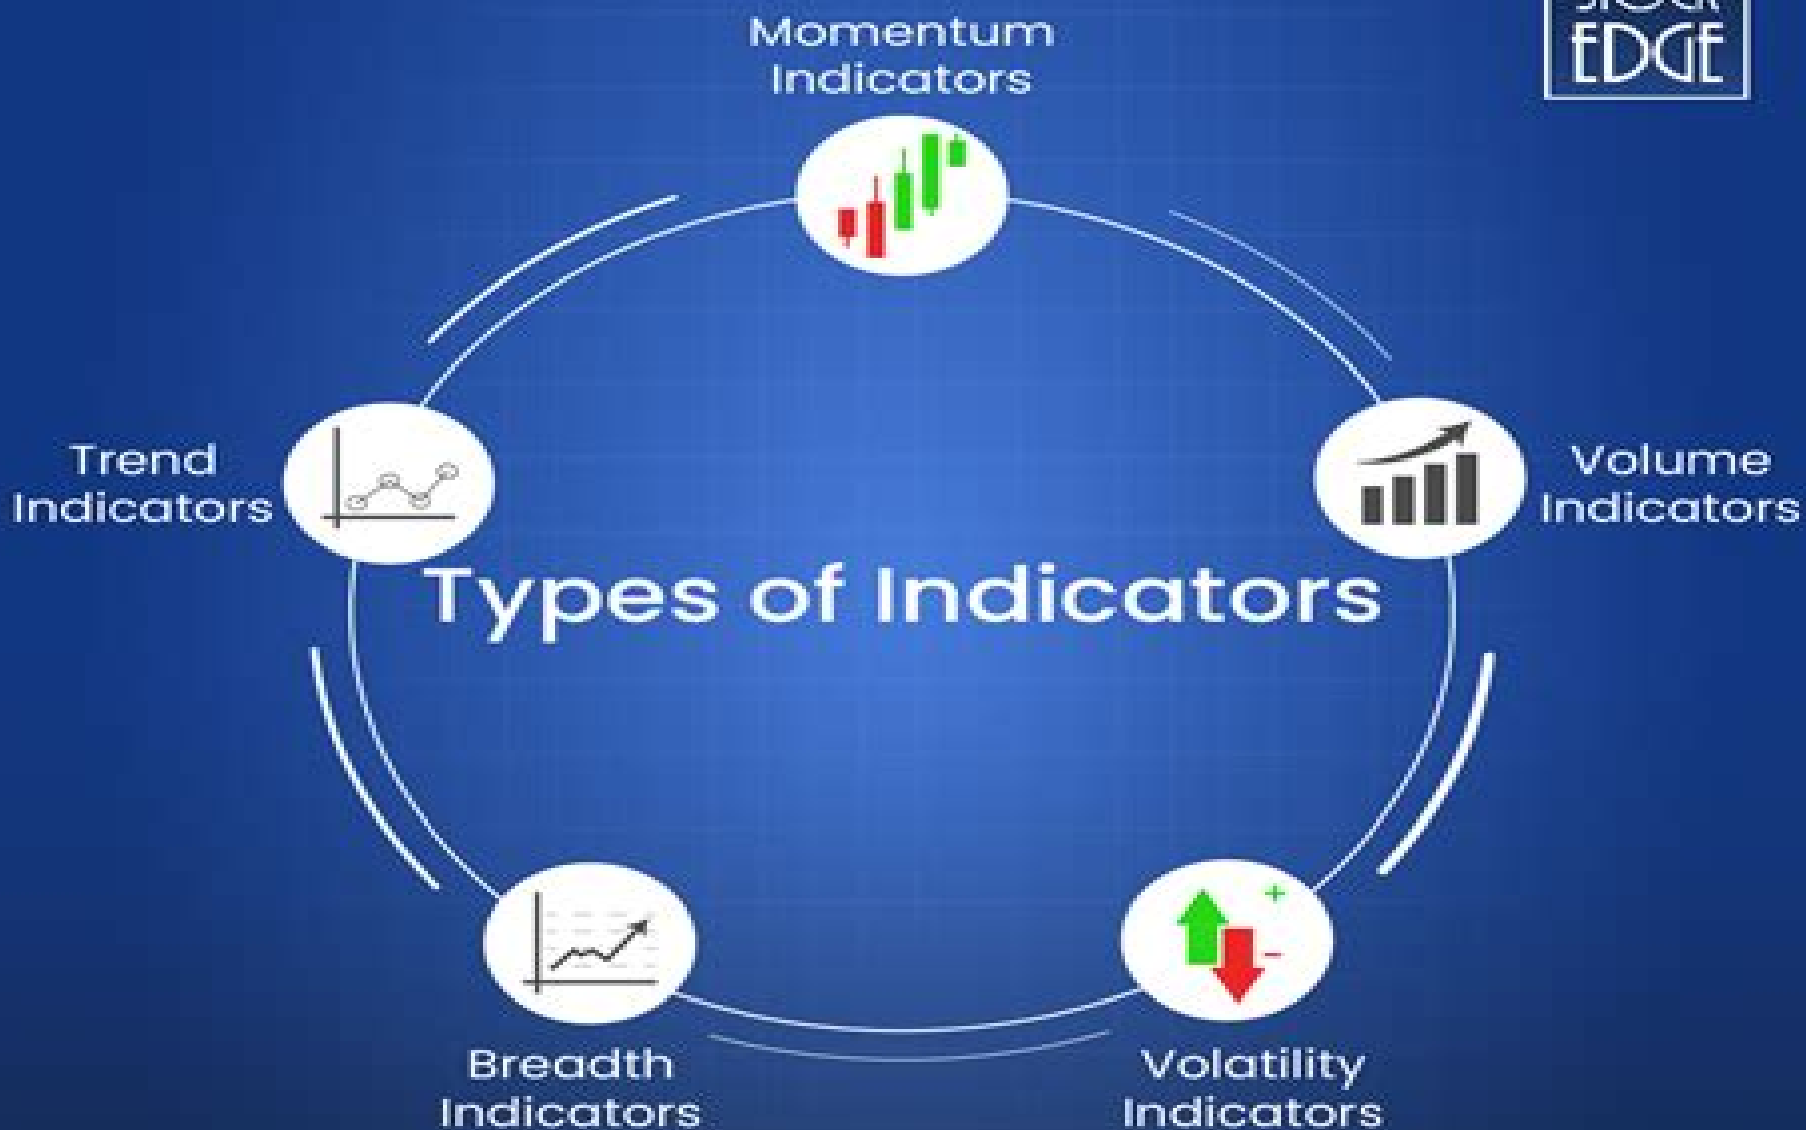 Momentum
Indicators
EDGE
Trend
Indicators
Volume
Indicators
Types of Indicators
Breadth
Indicators
Volatility
Indicators
+
-